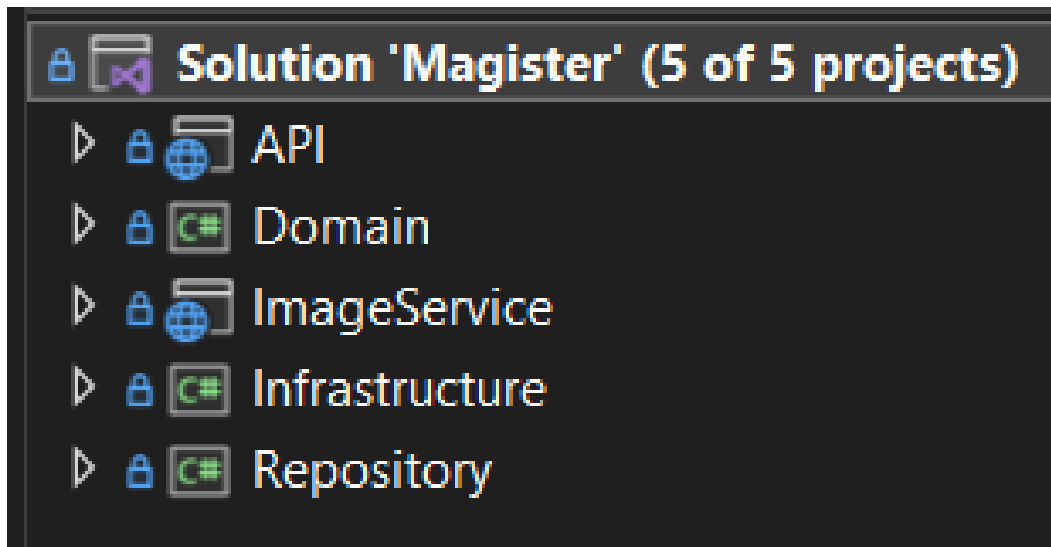 Solution 'Magister' (5 of 5 projects)
API
C# Domain
ImageService
C# Infrastructure
C# Repository